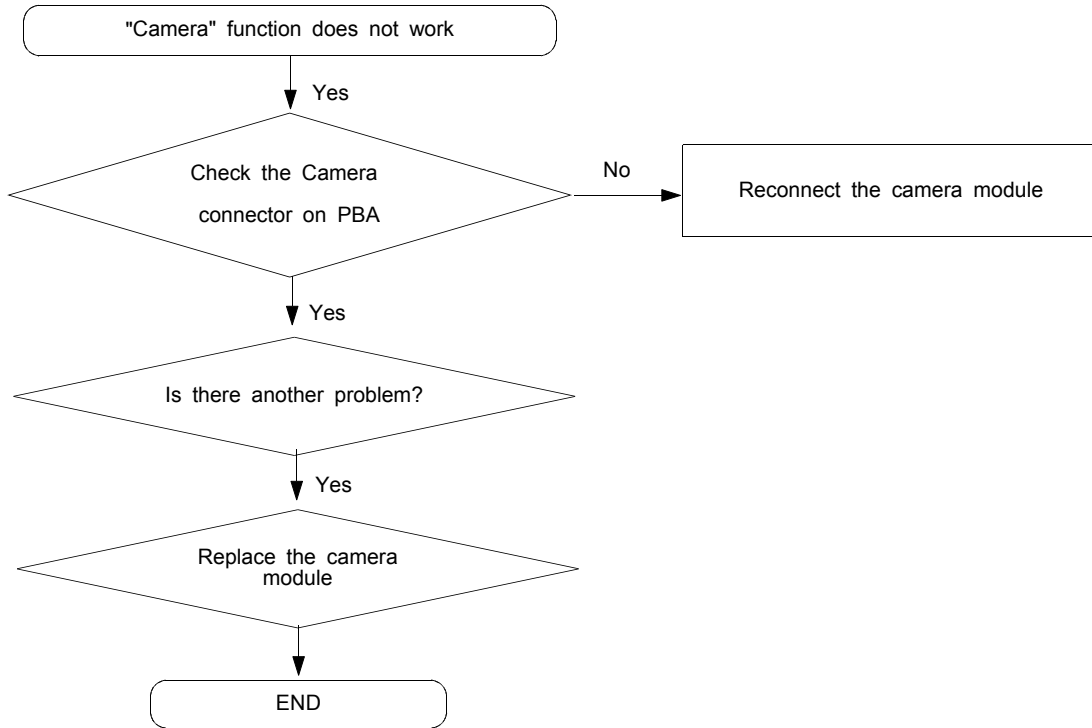 "Camera" function does not work
Yes
Check the Camera
connector on PBA
No
Reconnect the camera module
Yes
Is there another problem?
Yes
Replace the camera
module
END